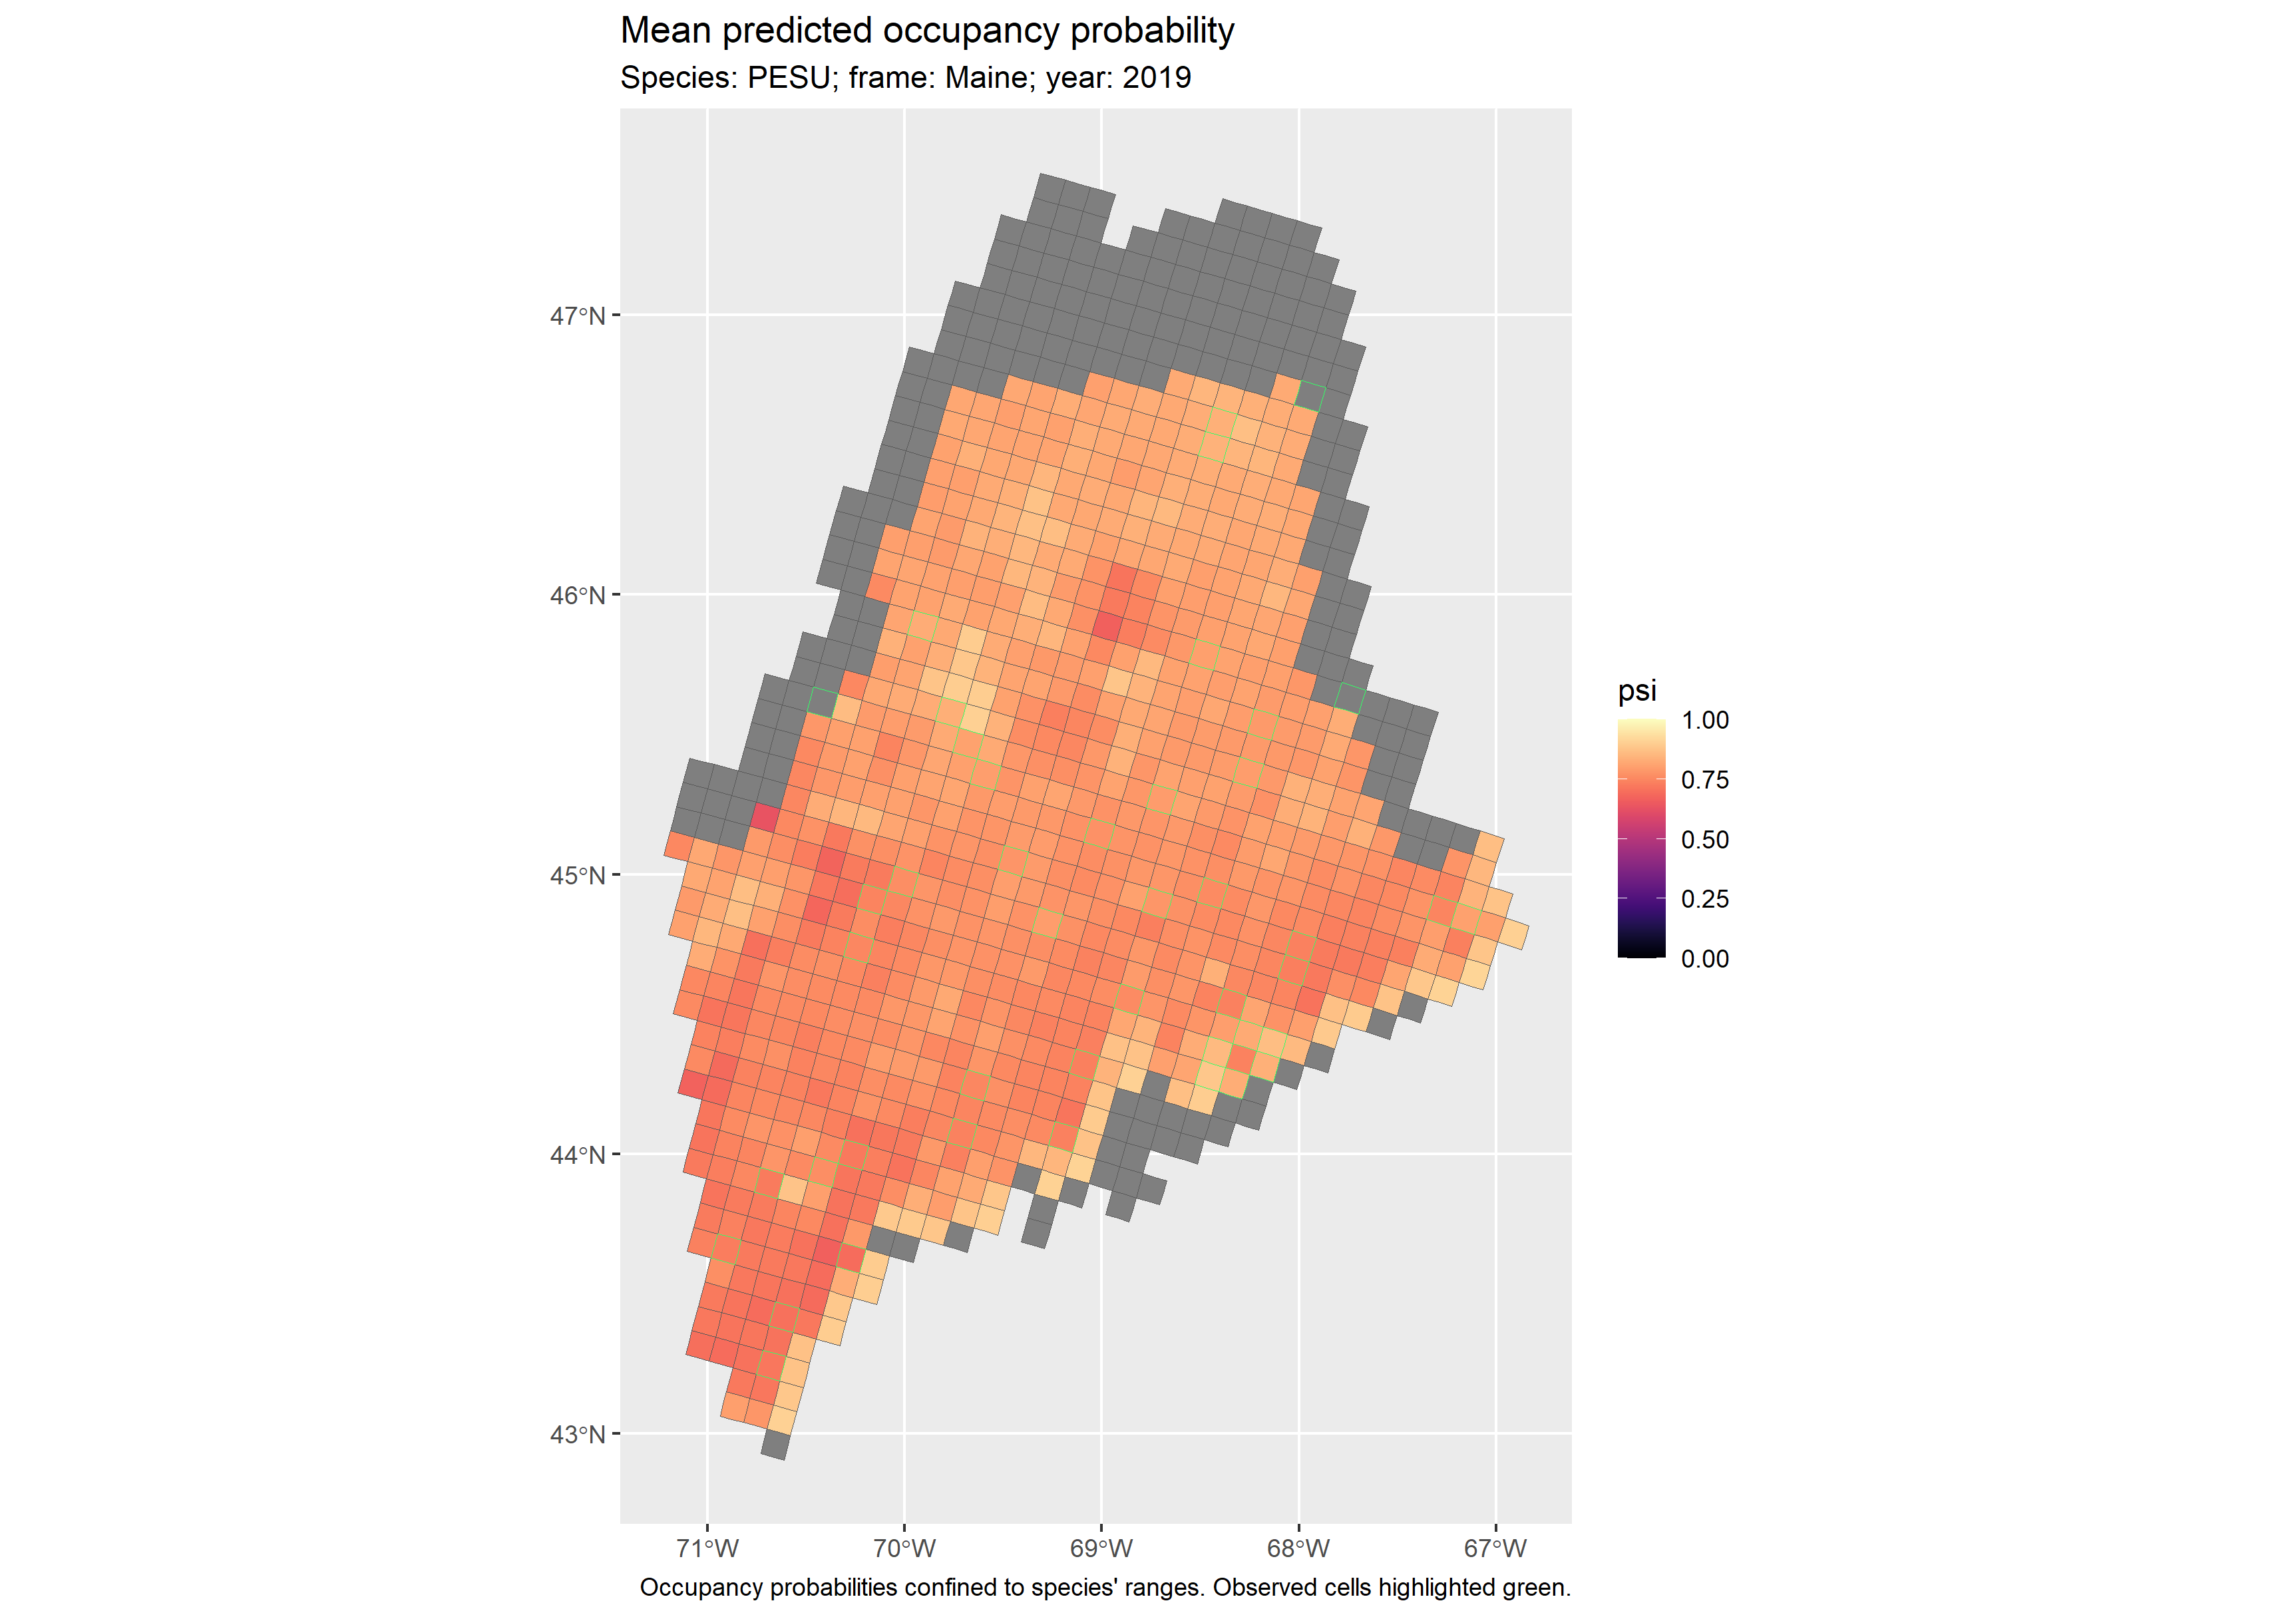 Mean predicted occupancy probability
Species: PESU; frame: Maine; year: 2019
47°N
46°N
45°N
44°N
43°N
71°W
70°W
69°W
68°W
67°W
psi
1.00
0.75
0.50
0.25
0.00
Occupancy probabilities confined to species' ranges. Observed cells highlighted green.